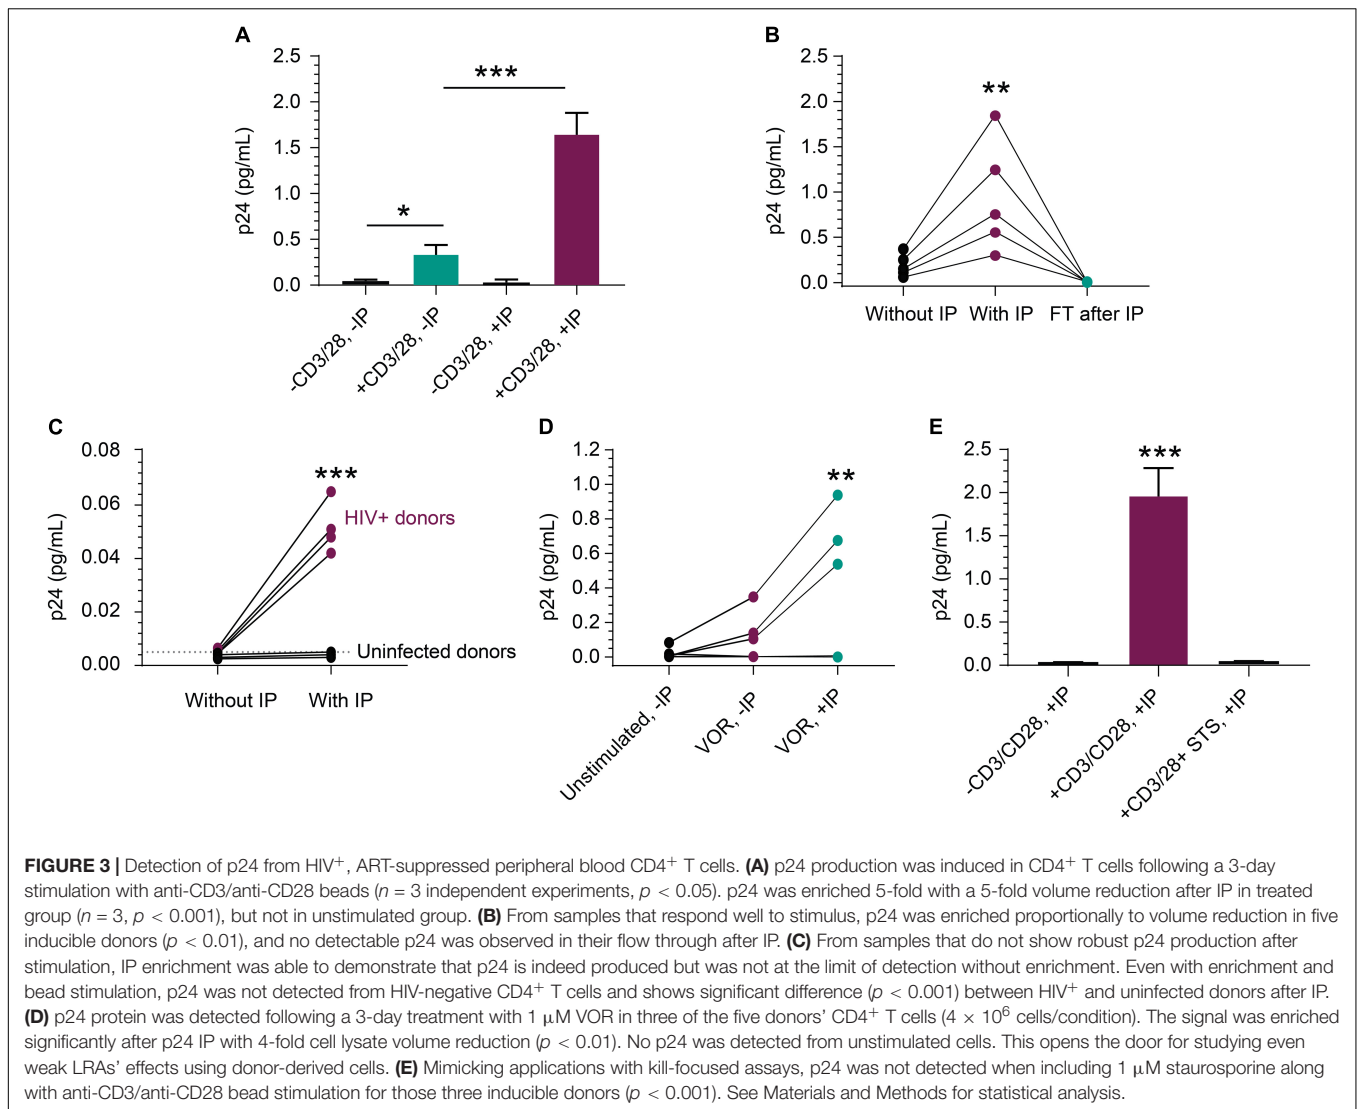 A
2.5
2.0
1.5
1.0
0.5
0.0
p24 (pg/mL)
*
***
-CD3/28, -IP
+CD3/28, -IP
-CD3/28, +IP
+CD3/28, +IP
B
2.5
2.0
1.5
1.0
0.5
0.0
p24 (pg/mL)
**
Without IP
With IP
FT after IP
C
0.08
0.06
0.04
0.02
0.00
p24 (pg/mL)
***
HIV+ donors
Uninfected donors
Without IP
With IP
D
1.2
1.0
0.8
0.6
0.4
0.2
0.0
p24 (pg/mL)
**
Unstimulated, -IP
VOR, -IP
VOR, +IP
E
2.5
2.0
1.5
1.0
0.5
0.0
p24 (pg/mL)
***
-CD3/CD28, +IP
+CD3/CD28, +IP
+CD3/28+ STS, +IP
FIGURE 3 | Detection of p24 from HIV+, ART-suppressed peripheral blood CD4+ T cells. (A) p24 production was induced in CD4+ T cells following a 3-day
stimulation with anti-CD3/anti-CD28 beads (n = 3 independent experiments, p < 0.05). p24 was enriched 5-fold with a 5-fold volume reduction after IP in treated
group (n = 3, p < 0.001), but not in unstimulated group. (B) From samples that respond well to stimulus, p24 was enriched proportionally to volume reduction in five
inducible donors (p < 0.01), and no detectable p24 was observed in their flow through after IP. (C) From samples that do not show robust p24 production after
stimulation, IP enrichment was able to demonstrate that p24 is indeed produced but was not at the limit of detection without enrichment. Even with enrichment and
bead stimulation, p24 was not detected from HIV-negative CD4+ T cells and shows significant difference (p < 0.001) between HIV+ and uninfected donors after IP.
(D) p24 protein was detected following a 3-day treatment with 1 μM VOR in three of the five donors' CD4+ T cells (4 × 10⁶ cells/condition). The signal was enriched
significantly after p24 IP with 4-fold cell lysate volume reduction (p < 0.01). No p24 was detected from unstimulated cells. This opens the door for studying even
weak LRAs' effects using donor-derived cells. (E) Mimicking applications with kill-focused assays, p24 was not detected when including 1 μM staurosporine along
with anti-CD3/anti-CD28 bead stimulation for those three inducible donors (p < 0.001). See Materials and Methods for statistical analysis.